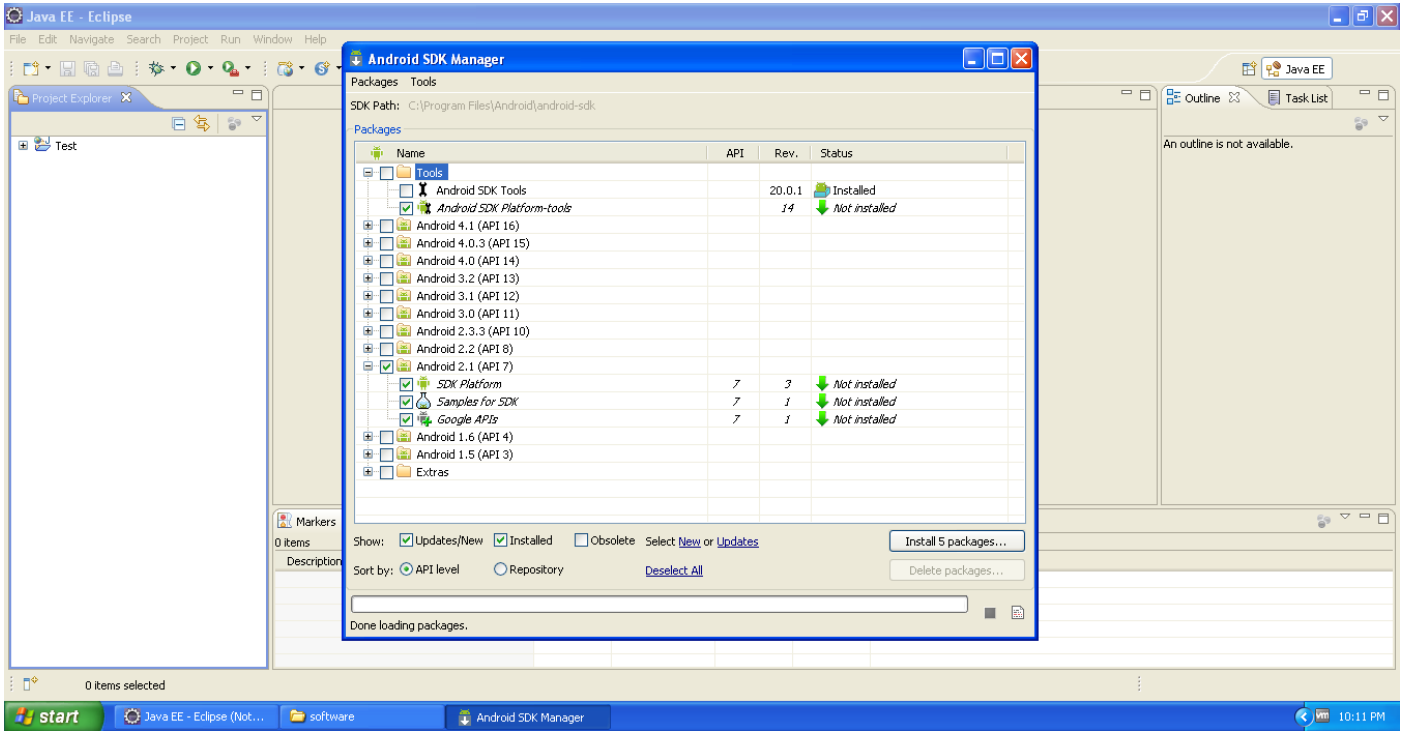 Java EE - Eclipse
File Edit Navigate Search Project Run Window Help
Java EE
Project Explorer
Test
Outline
Task List
An outline is not available.
Android SDK Manager
Packages Tools
SDK Path: C:\Program Files\Android\android-sdk
Packages
Name API Rev. Status
Tools
Android SDK Tools 20.0.1 Installed
Android SDK Platform-tools 14 Not installed
Android 4.1 (API 16)
Android 4.0.3 (API 15)
Android 4.0 (API 14)
Android 3.2 (API 13)
Android 3.1 (API 12)
Android 3.0 (API 11)
Android 2.3.3 (API 10)
Android 2.2 (API 8)
Android 2.1 (API 7)
SDK Platform 7 3 Not installed
Samples for SDK 7 1 Not installed
Google APIs 7 1 Not installed
Android 1.6 (API 4)
Android 1.5 (API 3)
Extras
Show: Updates/New Installed Obsolete Select New or Updates Install 5 packages...
Sort by: API level Repository Deselect All Delete packages...
Done loading packages.
Markers
0 items
Description
0 items selected
start Java EE - Eclipse (Not... software Android SDK Manager vm 10:11 PM